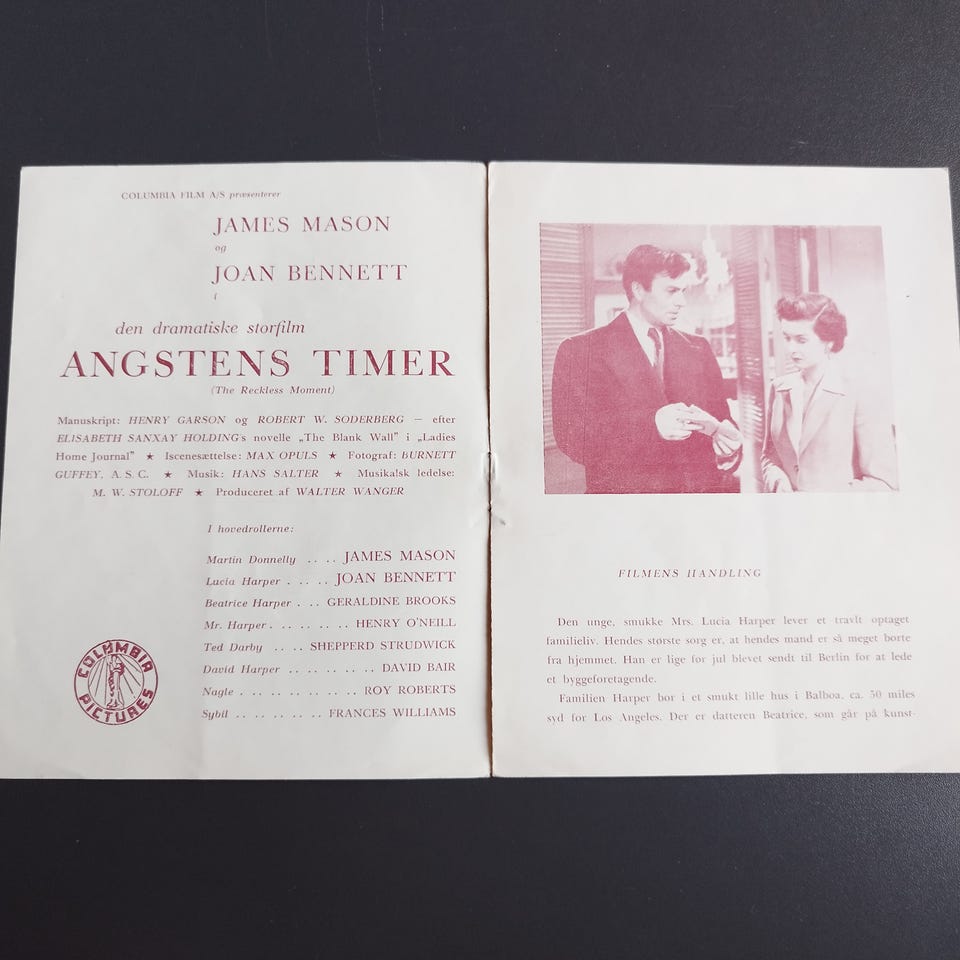 COLUMBIA FILM A/S præsenterer
JAMES MASON
og
JOAN BENNETT
i
den dramatiske storfilm
ANGSTENS TIMER
(The Reckless Moment)
Manuskript: HENRY GARSON og ROBERT W. SODERBERG — efter
ELISABETH SANXAY HOLDING's novelle „The Blank Wall” i „Ladies
Home Journal” ★ Iscenesættelse: MAX OPULS ★ Fotograf: BURNETT
GUFFEY, A. S. C. ★ Musik: HANS SALTER ★ Musikalsk ledelse:
M. W. STOLOFF ★ Produceret af WALTER WANGER
I hovedrollerne:
Martin Donnelly .. .. JAMES MASON
Lucia Harper . .. .. JOAN BENNETT
Beatrice Harper . .. GERALDINE BROOKS
Mr. Harper. .. .. .. .. HENRY O'NEILL
Ted Darby .. .. SHEPPERD STRUDWICK
David Harper .. .. .. .. DAVID BAIR
Nagle . .. .. .. .. .. ROY ROBERTS
Sybil .. .. .. .. .. FRANCES WILLIAMS
COLUMBIA
PICTURES
FILMENS HANDLING
Den unge, smukke Mrs. Lucia Harper lever et travlt optaget
familieliv. Hendes største sorg er, at hendes mand er så meget borte
fra hjemmet. Han er lige før jul blevet sendt til Berlin for at lede
et byggeforetagende.
Familien Harper bor i et smukt lille hus i Balboa, ca. 50 miles
syd for Los Angeles. Der er datteren Beatrice, som går på kunst-